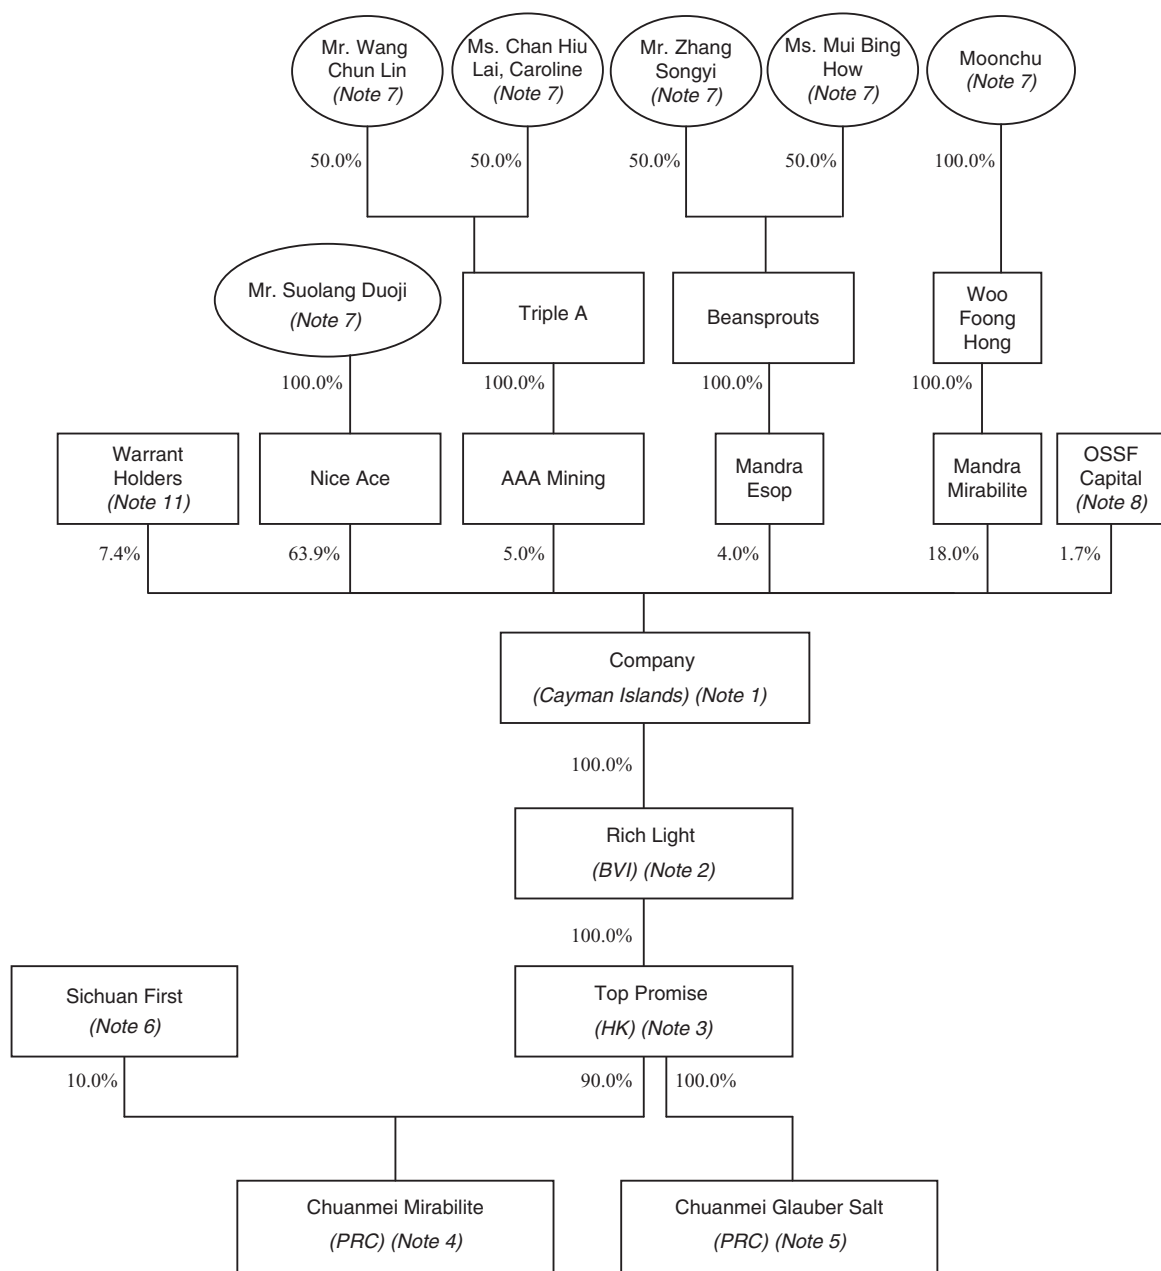 Mr. Wang
Chun Lin
(Note 7)
Ms. Chan Hiu
Lai, Caroline
(Note 7)
Mr. Zhang
Songyi
(Note 7)
Ms. Mui Bing
How
(Note 7)
Moonchu
(Note 7)
50.0%
50.0%
50.0%
50.0%
100.0%
Mr. Suolang Duoji
(Note 7)
Triple A
Beansprouts
Woo
Foong
Hong
100.0%
100.0%
100.0%
100.0%
Warrant
Holders
(Note 11)
Nice Ace
AAA Mining
Mandra
Esop
Mandra
Mirabilite
OSSF
Capital
(Note 8)
7.4%
63.9%
5.0%
4.0%
18.0%
1.7%
Company
(Cayman Islands) (Note 1)
100.0%
Rich Light
(BVI) (Note 2)
100.0%
Sichuan First
(Note 6)
Top Promise
(HK) (Note 3)
10.0%
90.0%
100.0%
Chuanmei Mirabilite
(PRC) (Note 4)
Chuanmei Glauber Salt
(PRC) (Note 5)